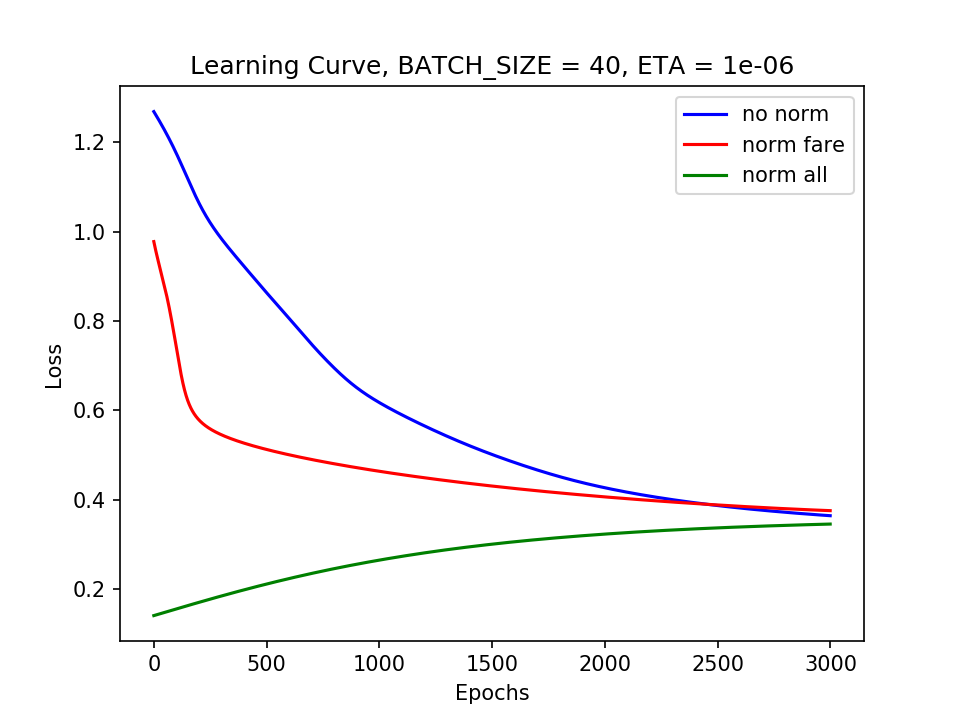 Learning Curve, BATCH_SIZE = 40, ETA = 1e-06
no norm
norm fare
norm all
Loss
1.2
1.0
0.8
0.6
0.4
0.2
0 500 1000 1500 2000 2500 3000
Epochs